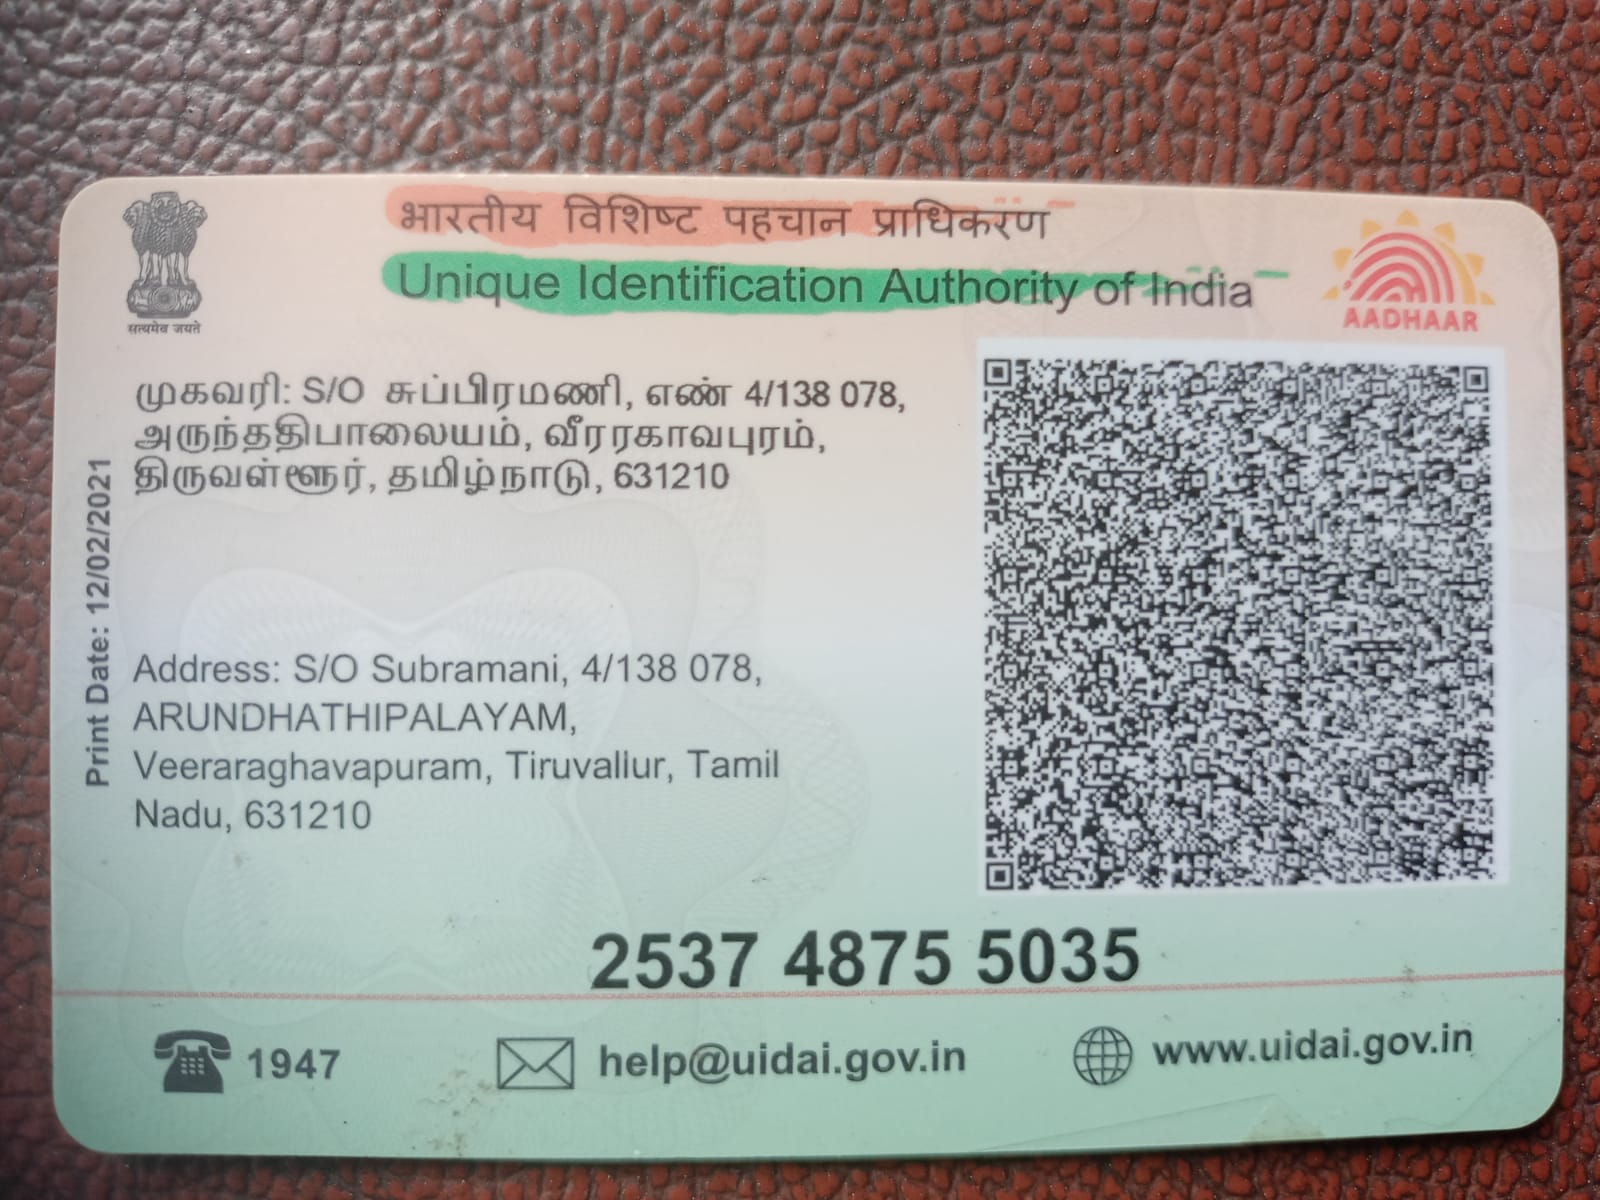 भारतीय विशिष्ट पहचान प्राधिकरण
Unique Identification Authority of India
सत्यमेव जयते
AADHAAR
முகவரி: S/O சுப்பிரமணி, எண் 4/138 078,
அருந்ததிபாலையம், வீரரகாவபுரம்,
திருவள்ளூர், தமிழ்நாடு, 631210
Print Date: 12/02/2021
Address: S/O Subramani, 4/138 078,
ARUNDHATHIPALAYAM,
Veeraraghavapuram, Tiruvallur, Tamil
Nadu, 631210
2537 4875 5035
1947
help@uidai.gov.in
www.uidai.gov.in